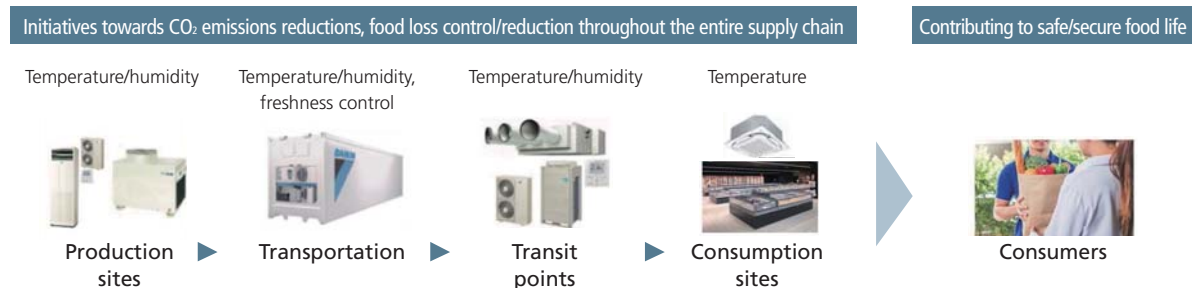 Initiatives towards CO₂ emissions reductions, food loss control/reduction throughout the entire supply chain
Contributing to safe/secure food life
Temperature/humidity
Temperature/humidity,
freshness control
Temperature/humidity
Temperature
DAIKIN
Production
sites
Transportation
Transit
points
Consumption
sites
Consumers